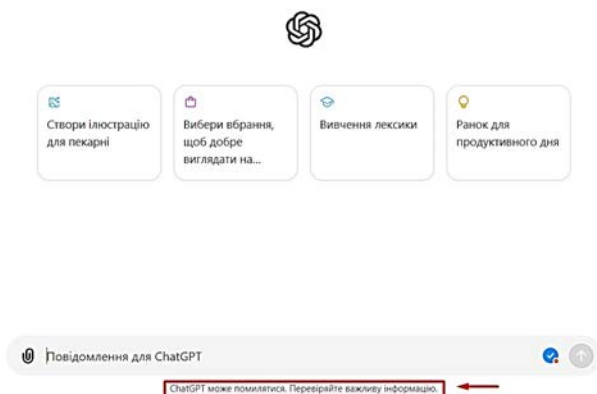 Створи ілюстрацію
для пекарні
Вибери вбрання,
щоб добре
виглядати на...
Вивчення лексики
Ранок для
продуктивного дня
Повідомлення для ChatGPT
ChatGPT може помилятися. Перевіряйте важливу інформацію.